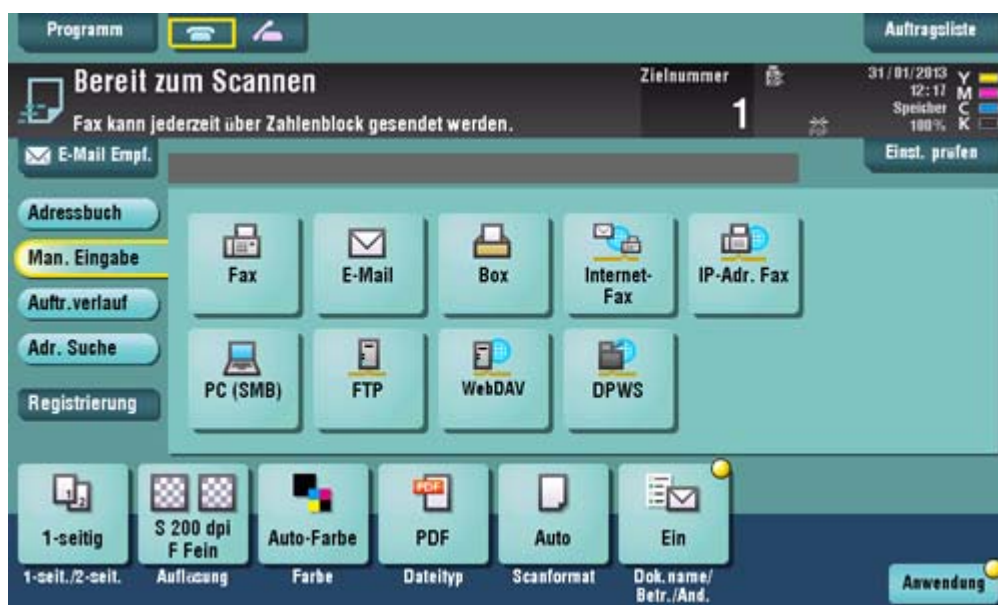 Programm
Auftragsliste
Bereit zum Scannen
Zielnummer
1
31/01/2013
12:17
Speicher
100%
Y
M
C
K
Fax kann jederzeit über Zahlenblock gesendet werden.
E-Mail Empf.
Einst. prüfen
Adressbuch
Man. Eingabe
Auftr.verlauf
Adr. Suche
Registrierung
Fax
E-Mail
Box
Internet-
Fax
IP-Adr. Fax
PC (SMB)
FTP
WebDAV
DPWS
1-seitig
S 200 dpi
F Fein
Auto-Farbe
PDF
PDF
Auto
Ein
1-seit./2-seit.
Auflösung
Farbe
Dateityp
Scanformat
Dok.name/
Betr./And.
Anwendung